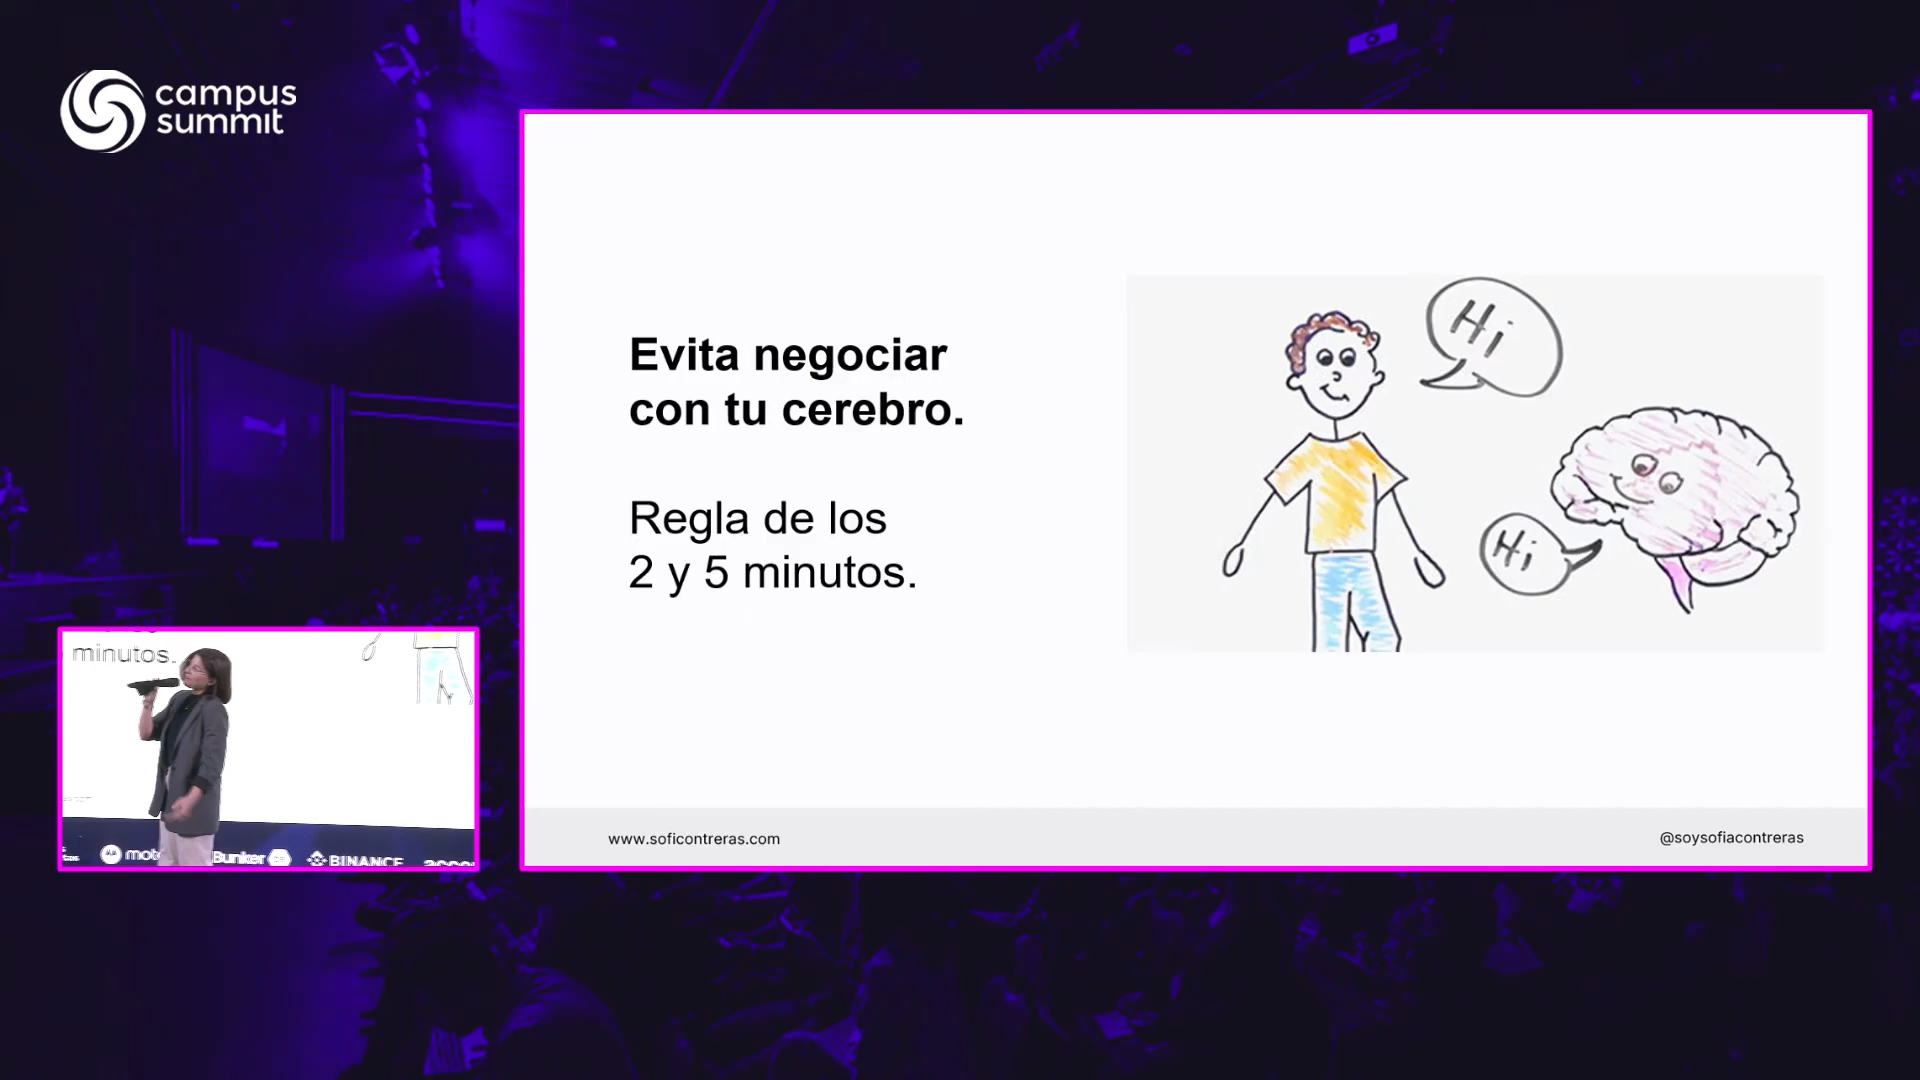 campus
summit
Evita negociar
con tu cerebro.
Regla de los
2 y 5 minutos.
Hi
Hi
www.soficontreras.com
@soysofiacontreras
minutos.
Bunker
BINANCE